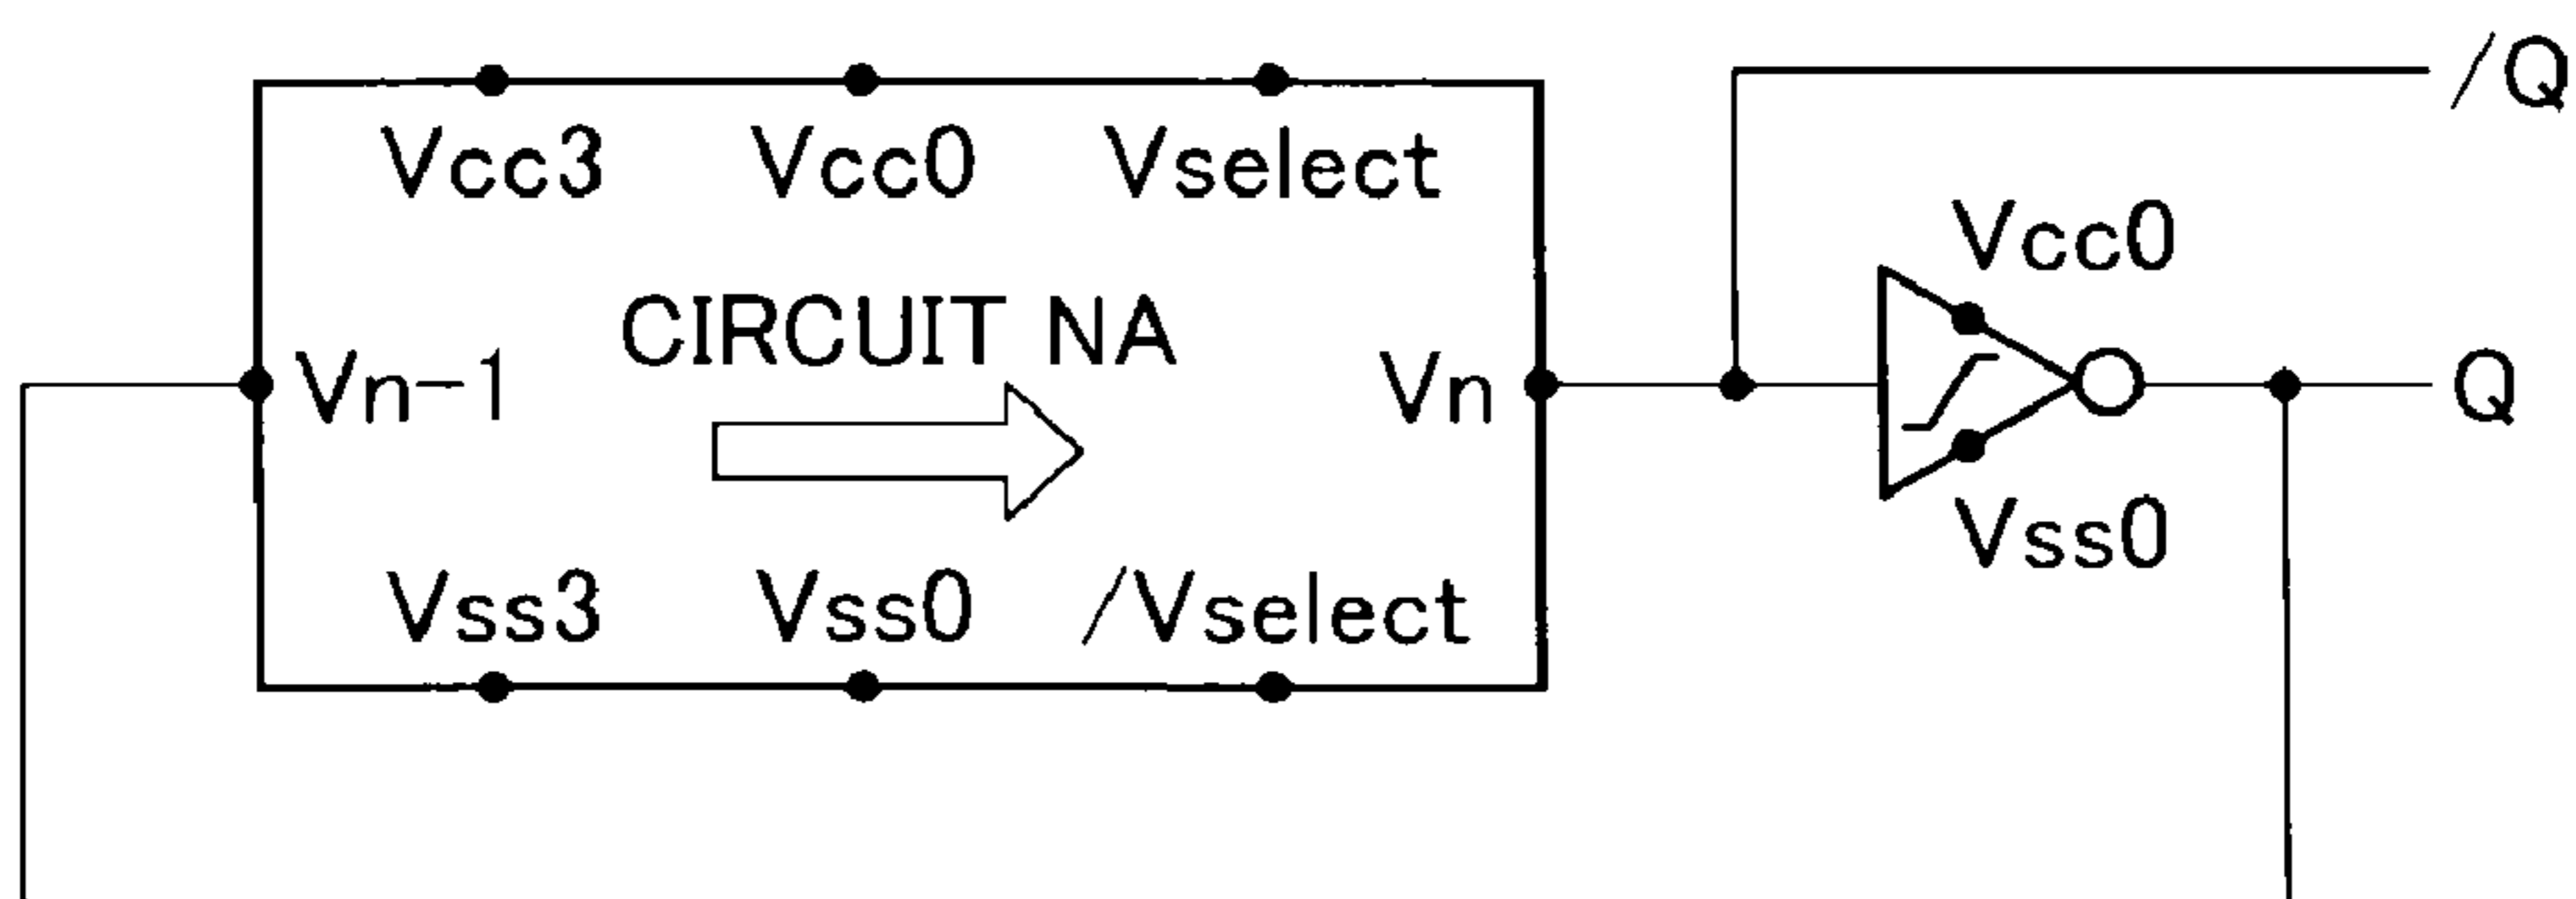 /Q
Vcc3 Vcc0 Vselect
Vcc0
CIRCUIT NA
Vn-1 Vn Q
Vss0
Vss3 Vss0 /Vselect